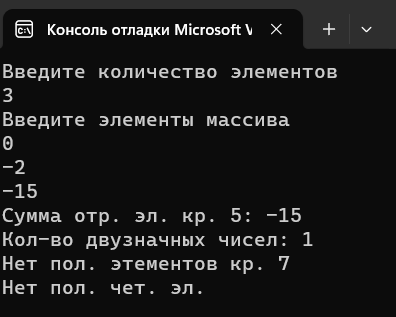 Консоль отладки Microsoft V
Введите количество элементов
3
Введите элементы массива
0
-2
-15
Сумма отр. эл. кр. 5: -15
Кол-во двузначных чисел: 1
Нет пол. этементов кр. 7
Нет пол. чет. эл.